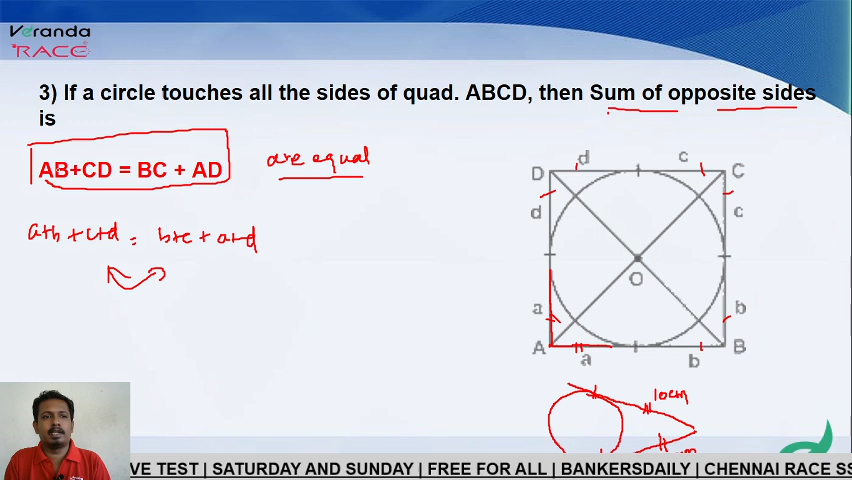 Veranda
RACE
3) If a circle touches all the sides of quad. ABCD, then Sum of opposite sides
is
are equal
AB+CD = BC + AD
a+b + c+d = b+c + a+d
D d c C
d c
O
a b
A a b B
10cm
VE TEST | SATURDAY AND SUNDAY | FREE FOR ALL | BANKERSDAILY | CHENNAI RACE